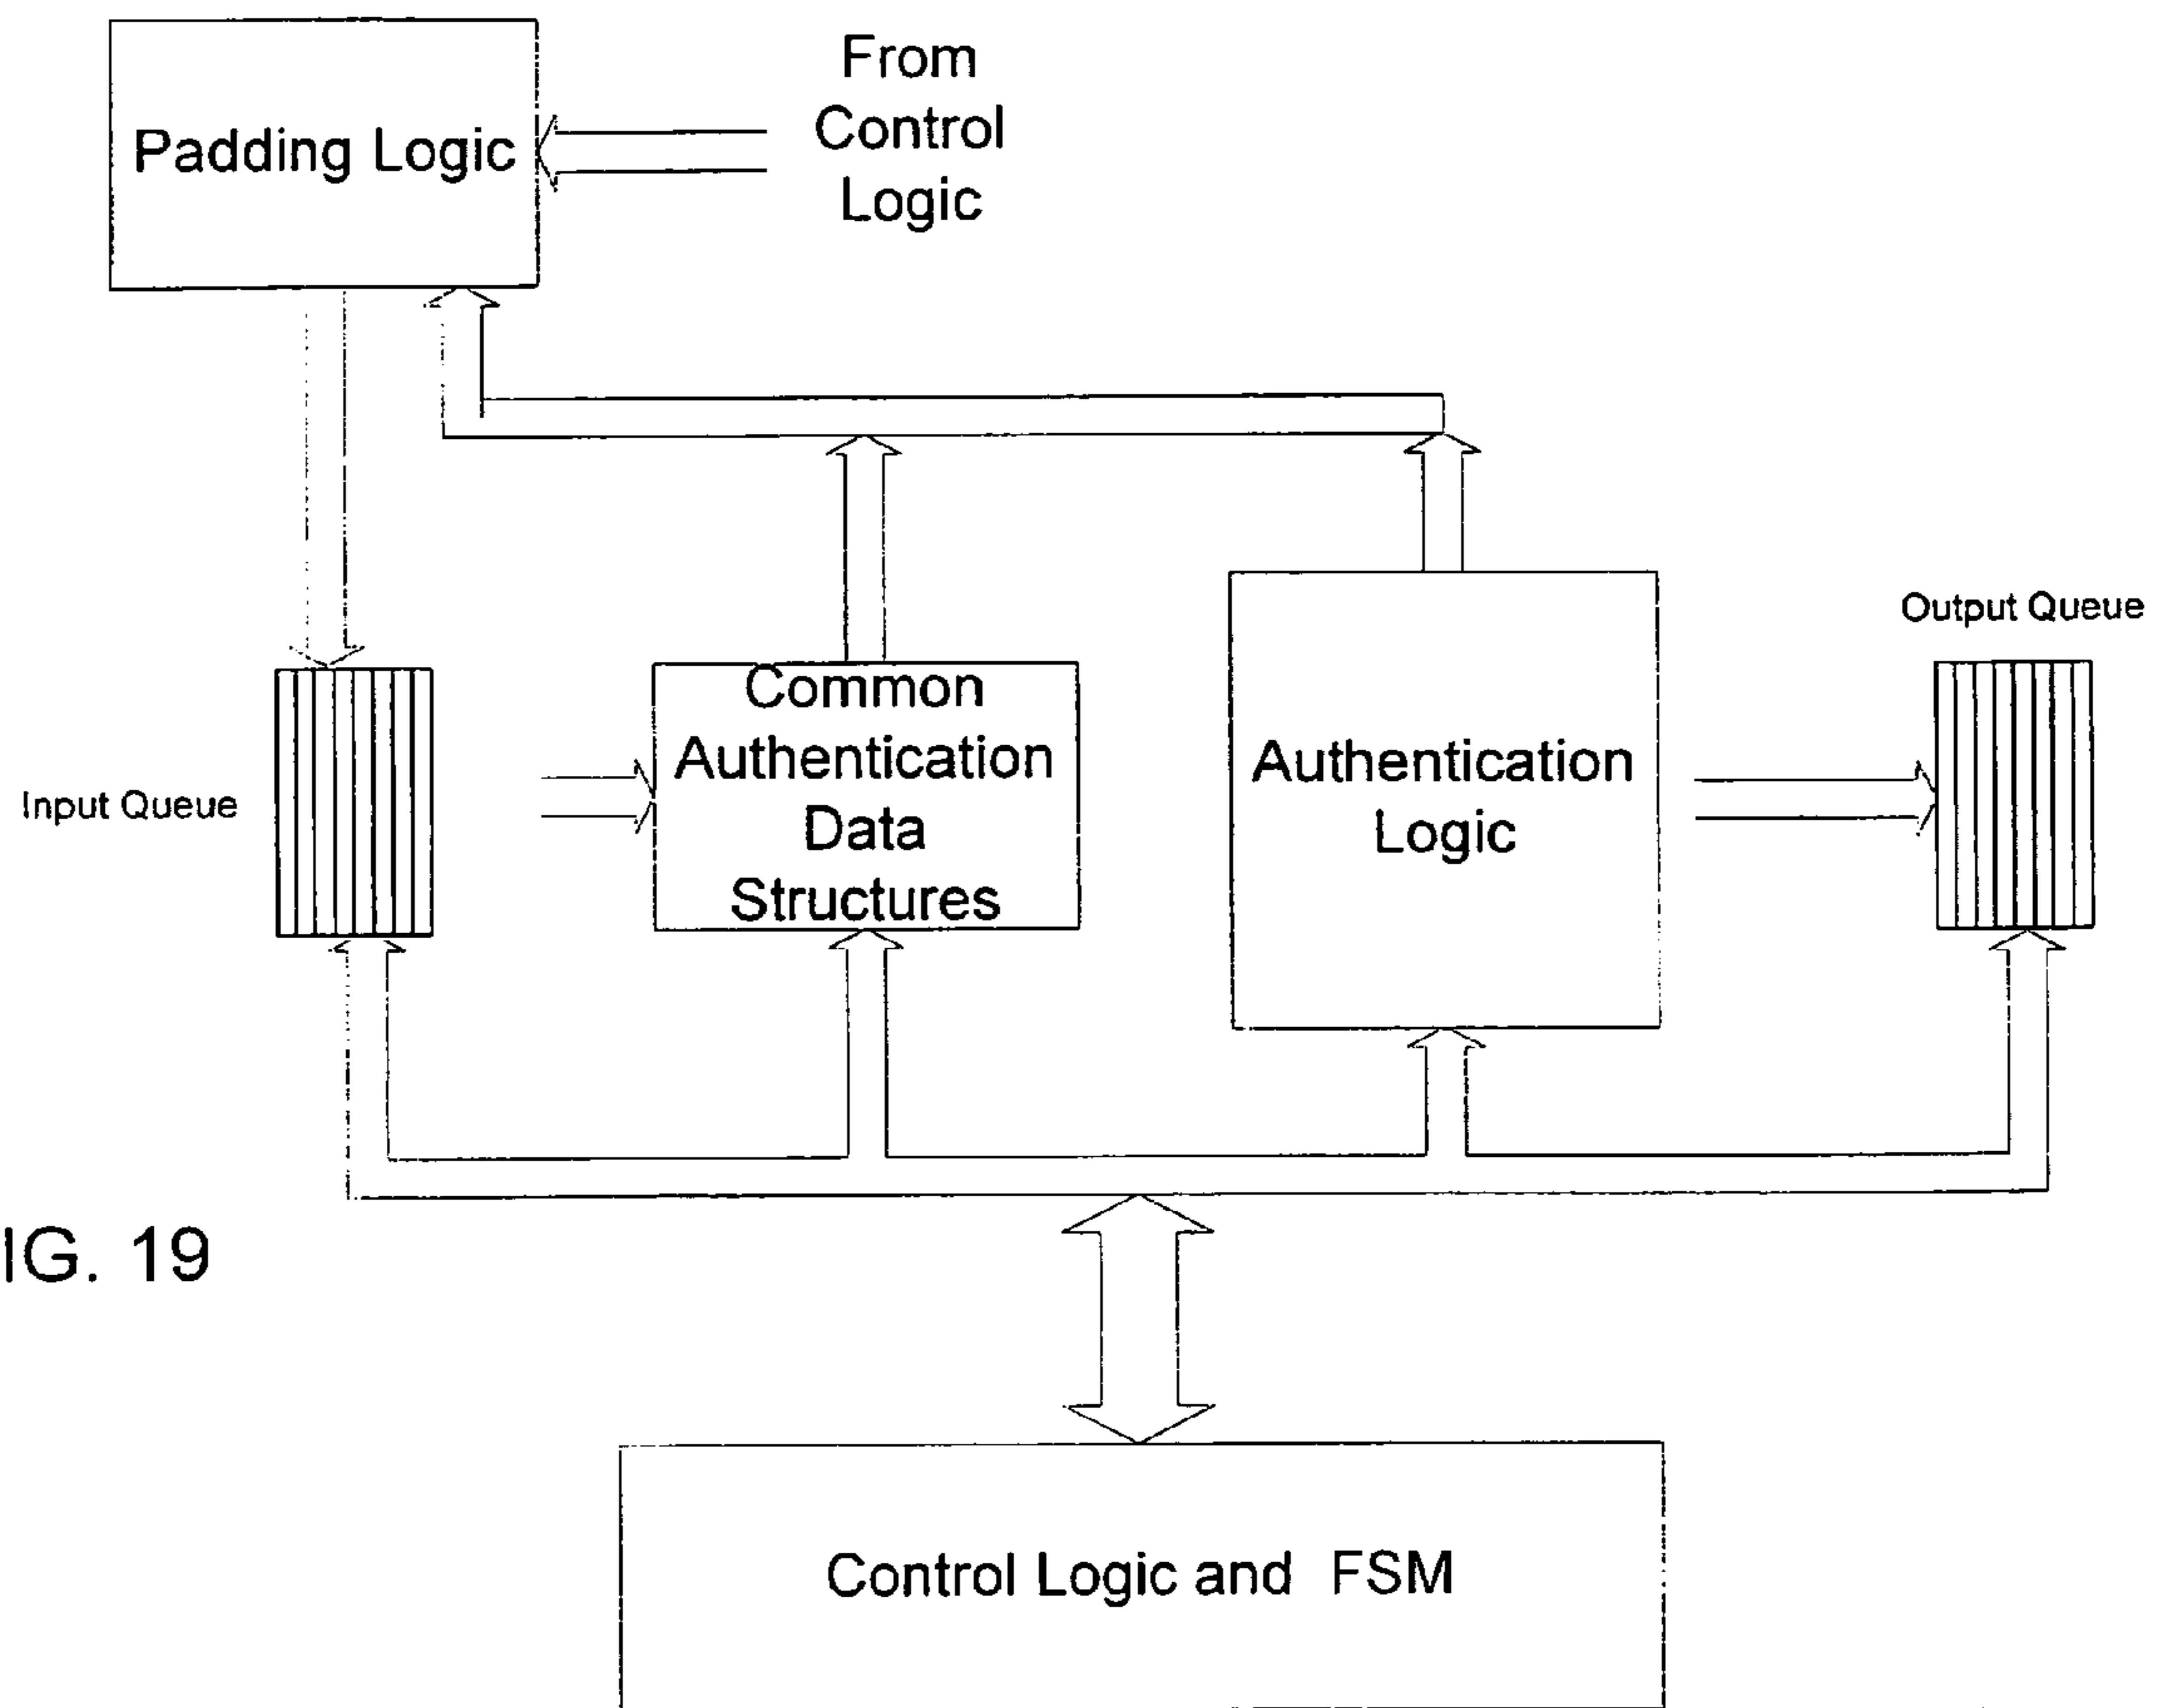 From
Control
Logic
Padding Logic
Output Queue
Common
Authentication
Data
Structures
Authentication
Logic
Input Queue
IG. 19
Control Logic and FSM